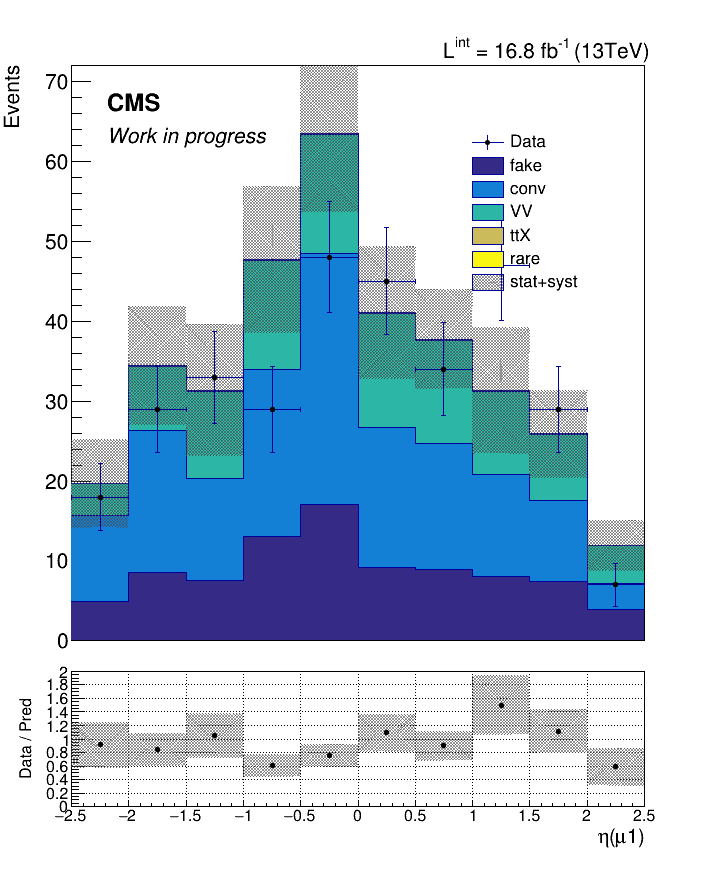 L^int = 16.8 fb^-1 (13TeV)
Events
CMS
Work in progress
Data
fake
conv
VV
ttX
rare
stat+syst
70
60
50
40
30
20
10
0
Data / Pred
2
1.8
1.6
1.4
1.2
1
0.8
0.6
0.4
0.2
0
−2.5 −2 −1.5 −1 −0.5 0 0.5 1 1.5 2 2.5
η(μ1)